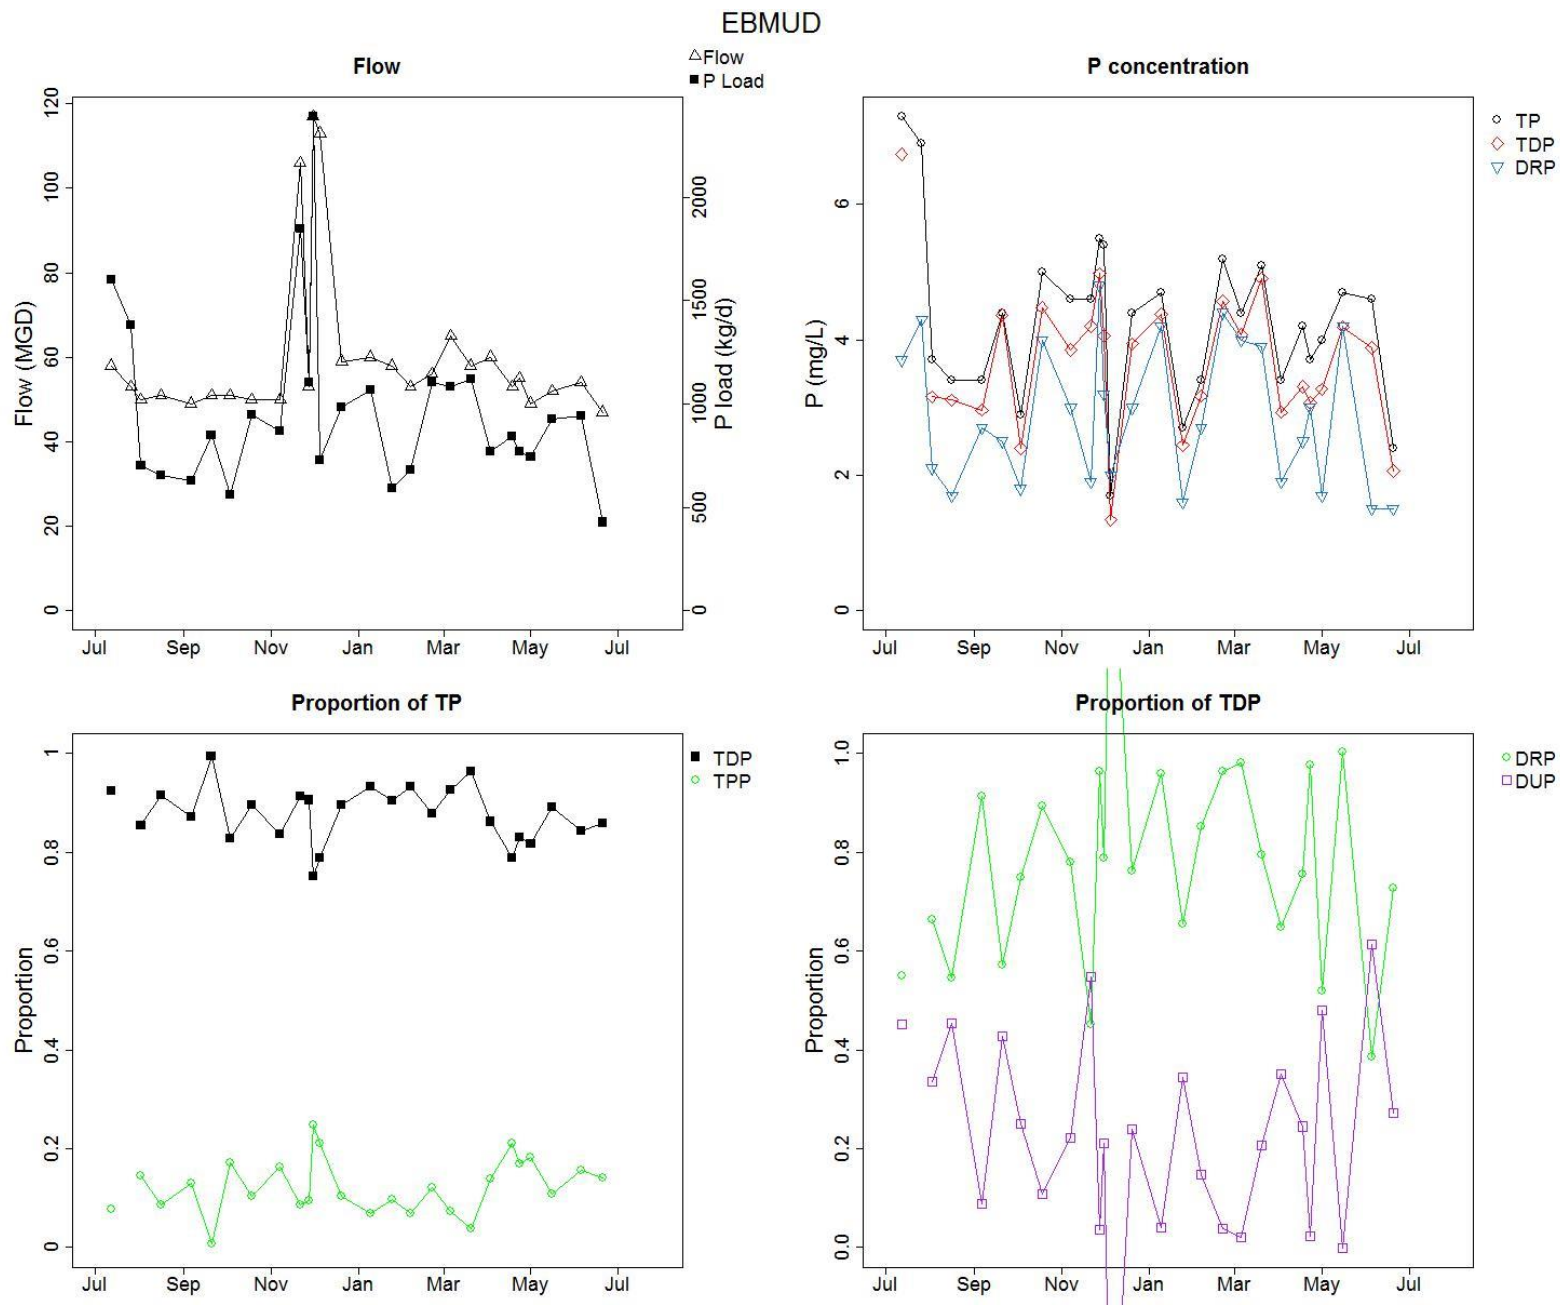 EBMUD
Flow
Flow
P Load
Flow (MGD)
0 20 40 60 80 100 120
P load (kg/d)
0 500 1000 1500 2000
Jul Sep Nov Jan Mar May Jul
P concentration
TP
TDP
DRP
P (mg/L)
0 2 4 6
Jul Sep Nov Jan Mar May Jul
Proportion of TP
TDP
TPP
Proportion
0 0.2 0.4 0.6 0.8 1
Jul Sep Nov Jan Mar May Jul
Proportion of TDP
DRP
DUP
Proportion
0.0 0.2 0.4 0.6 0.8 1.0
Jul Sep Nov Jan Mar May Jul